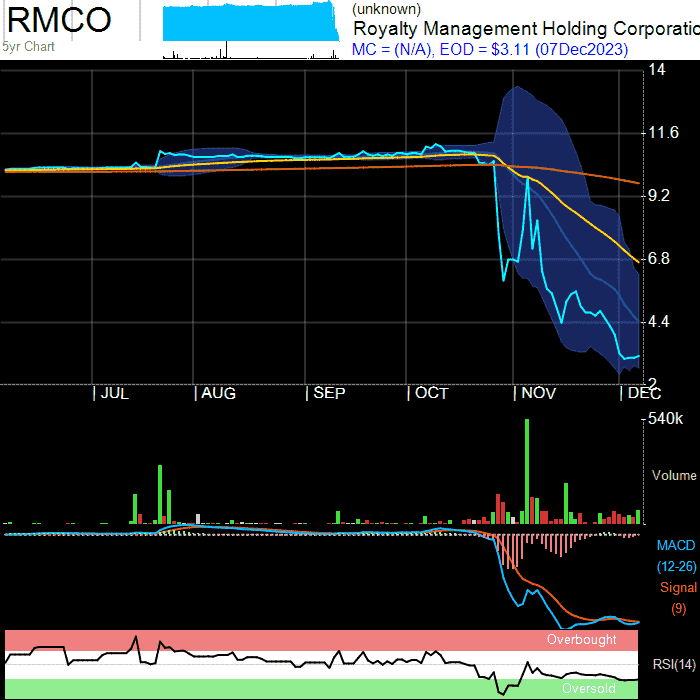 RMCO
(unknown)
Royalty Management Holding Corporatio
5yr Chart
MC = (N/A), EOD = $3.11 (07Dec2023)
14
11.6
9.2
6.8
4.4
2
JUL AUG SEP OCT NOV DEC
540k
Volume
MACD
(12-26)
Signal
(9)
Overbought
RSI(14)
Oversold